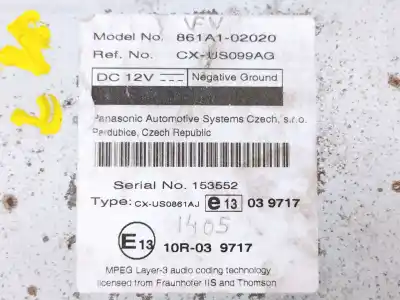 Model No. 861A1-02020
Ref. No. CX-US099AG
DC 12V Negative Ground
Panasonic Automotive Systems Czech, s.r.o.
Pardubice, Czech Republic
Serial No. 153552
Type: CX-US0861AJ e13 03 9717
1405
E13 10R-03 9717
MPEG Layer-3 audio coding technology
licensed from Fraunhofer IIS and Thomson